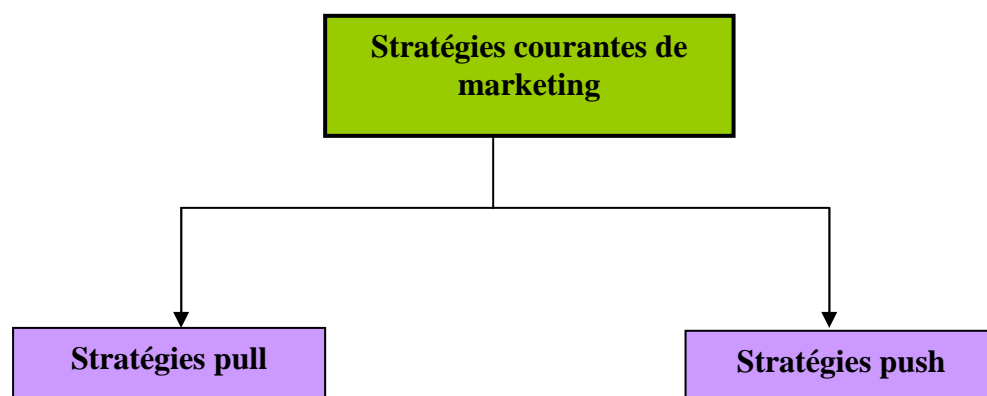 Stratégies courantes de
marketing
Stratégies pull
Stratégies push